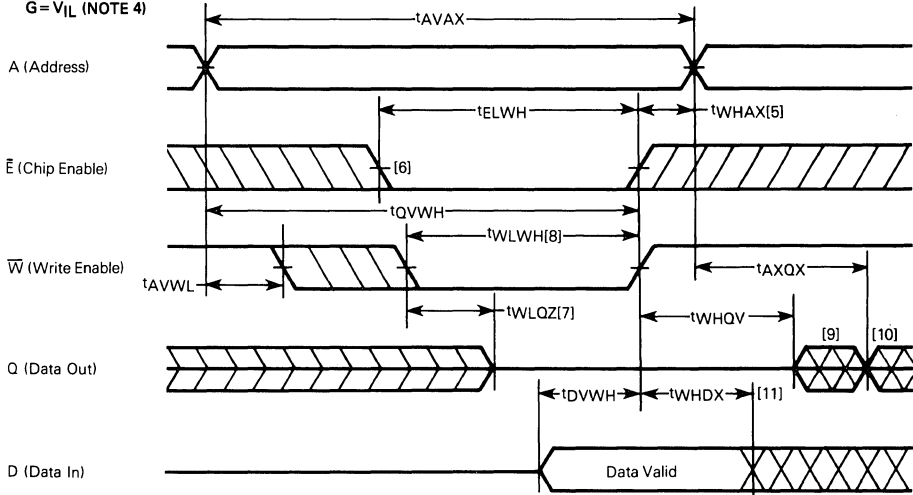 G = VIL (NOTE 4)
tAVAX
A (Address)
tELWH
tWHAX[5]
Ē (Chip Enable)
[6]
tQVWH
tWLWH[8]
W̅ (Write Enable)
tAVWL
tAXQX
tWLQZ[7]
tWHQV
[9]
[10]
Q (Data Out)
tDVWH
tWHDX
[11]
D (Data In)
Data Valid